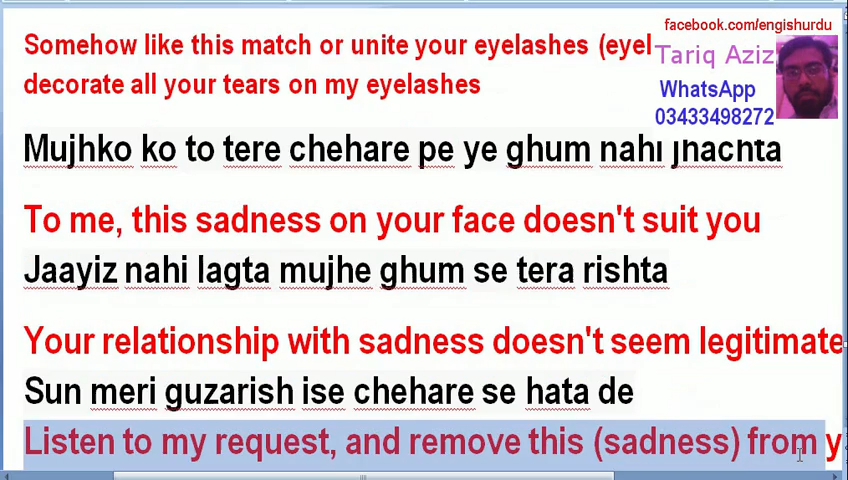 facebook.com/engishurdu
Somehow like this match or unite your eyelashes (eyel
Tariq Aziz
decorate all your tears on my eyelashes
WhatsApp
03433498272
Mujhko ko to tere chehare pe ye ghum nahi jhachta
To me, this sadness on your face doesn't suit you
Jaayiz nahi lagta mujhe ghum se tera rishta
Your relationship with sadness doesn't seem legitimate
Sun meri guzarish ise chehare se hata de
Listen to my request, and remove this (sadness) from y